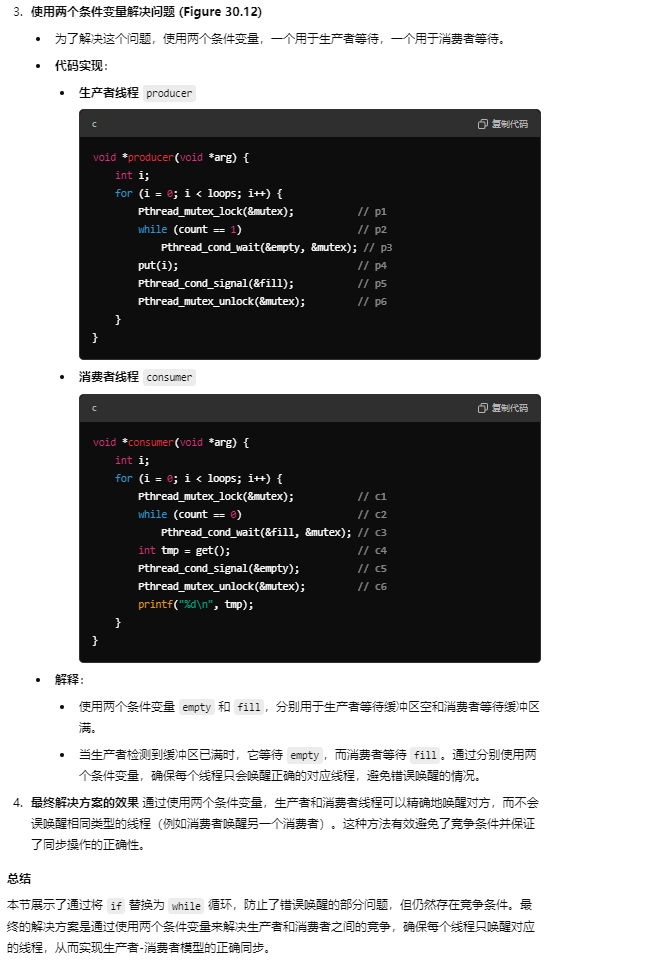 3. 使用两个条件变量解决问题 (Figure 30.12)
• 为了解决这个问题，使用两个条件变量，一个用于生产者等待，一个用于消费者等待。
• 代码实现：
• 生产者线程 producer
c 复制代码
void *producer(void *arg) {
    int i;
    for (i = 0; i < loops; i++) {
        Pthread_mutex_lock(&mutex);           // p1
        while (count == 1)                    // p2
            Pthread_cond_wait(&empty, &mutex); // p3
        put(i);                               // p4
        Pthread_cond_signal(&fill);           // p5
        Pthread_mutex_unlock(&mutex);         // p6
    }
}
• 消费者线程 consumer
c 复制代码
void *consumer(void *arg) {
    int i;
    for (i = 0; i < loops; i++) {
        Pthread_mutex_lock(&mutex);           // c1
        while (count == 0)                    // c2
            Pthread_cond_wait(&fill, &mutex); // c3
        int tmp = get();                      // c4
        Pthread_cond_signal(&empty);          // c5
        Pthread_mutex_unlock(&mutex);         // c6
        printf("%d\n", tmp);
    }
}
• 解释：
• 使用两个条件变量 empty 和 fill，分别用于生产者等待缓冲区空和消费者等待缓冲区
满。
• 当生产者检测到缓冲区已满时，它等待 empty，而消费者等待 fill。通过分别使用两
个条件变量，确保每个线程只会唤醒正确的对应线程，避免错误唤醒的情况。
4. 最终解决方案的效果 通过使用两个条件变量，生产者和消费者线程可以精确地唤醒对方，而不会
误唤醒相同类型的线程（例如消费者唤醒另一个消费者）。这种方法有效避免了竞争条件并保证
了同步操作的正确性。
总结
本节展示了通过将 if 替换为 while 循环，防止了错误唤醒的部分问题，但仍然存在竞争条件。最
终的解决方案是通过使用两个条件变量来解决生产者和消费者之间的竞争，确保每个线程只唤醒对应
的线程，从而实现生产者-消费者模型的正确同步。